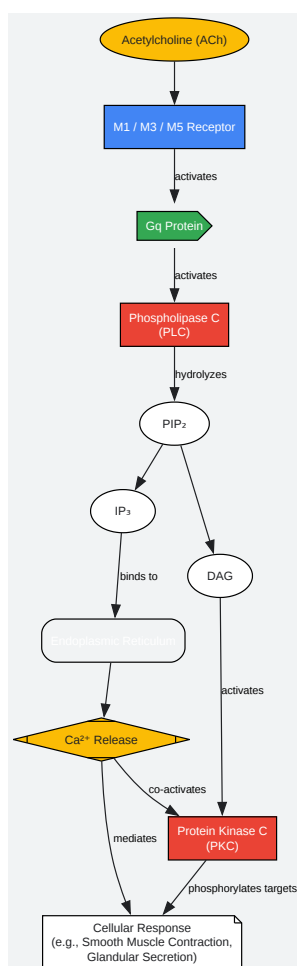 Acetylcholine (ACh)
M1 / M3 / M5 Receptor
activates
Gq Protein
activates
Phospholipase C
(PLC)
hydrolyzes
PIP₂
IP₃
DAG
binds to
Endoplasmic Reticulum
activates
Ca²⁺ Release
co-activates
Protein Kinase C
(PKC)
mediates
phosphorylates targets
Cellular Response
(e.g., Smooth Muscle Contraction,
Glandular Secretion)